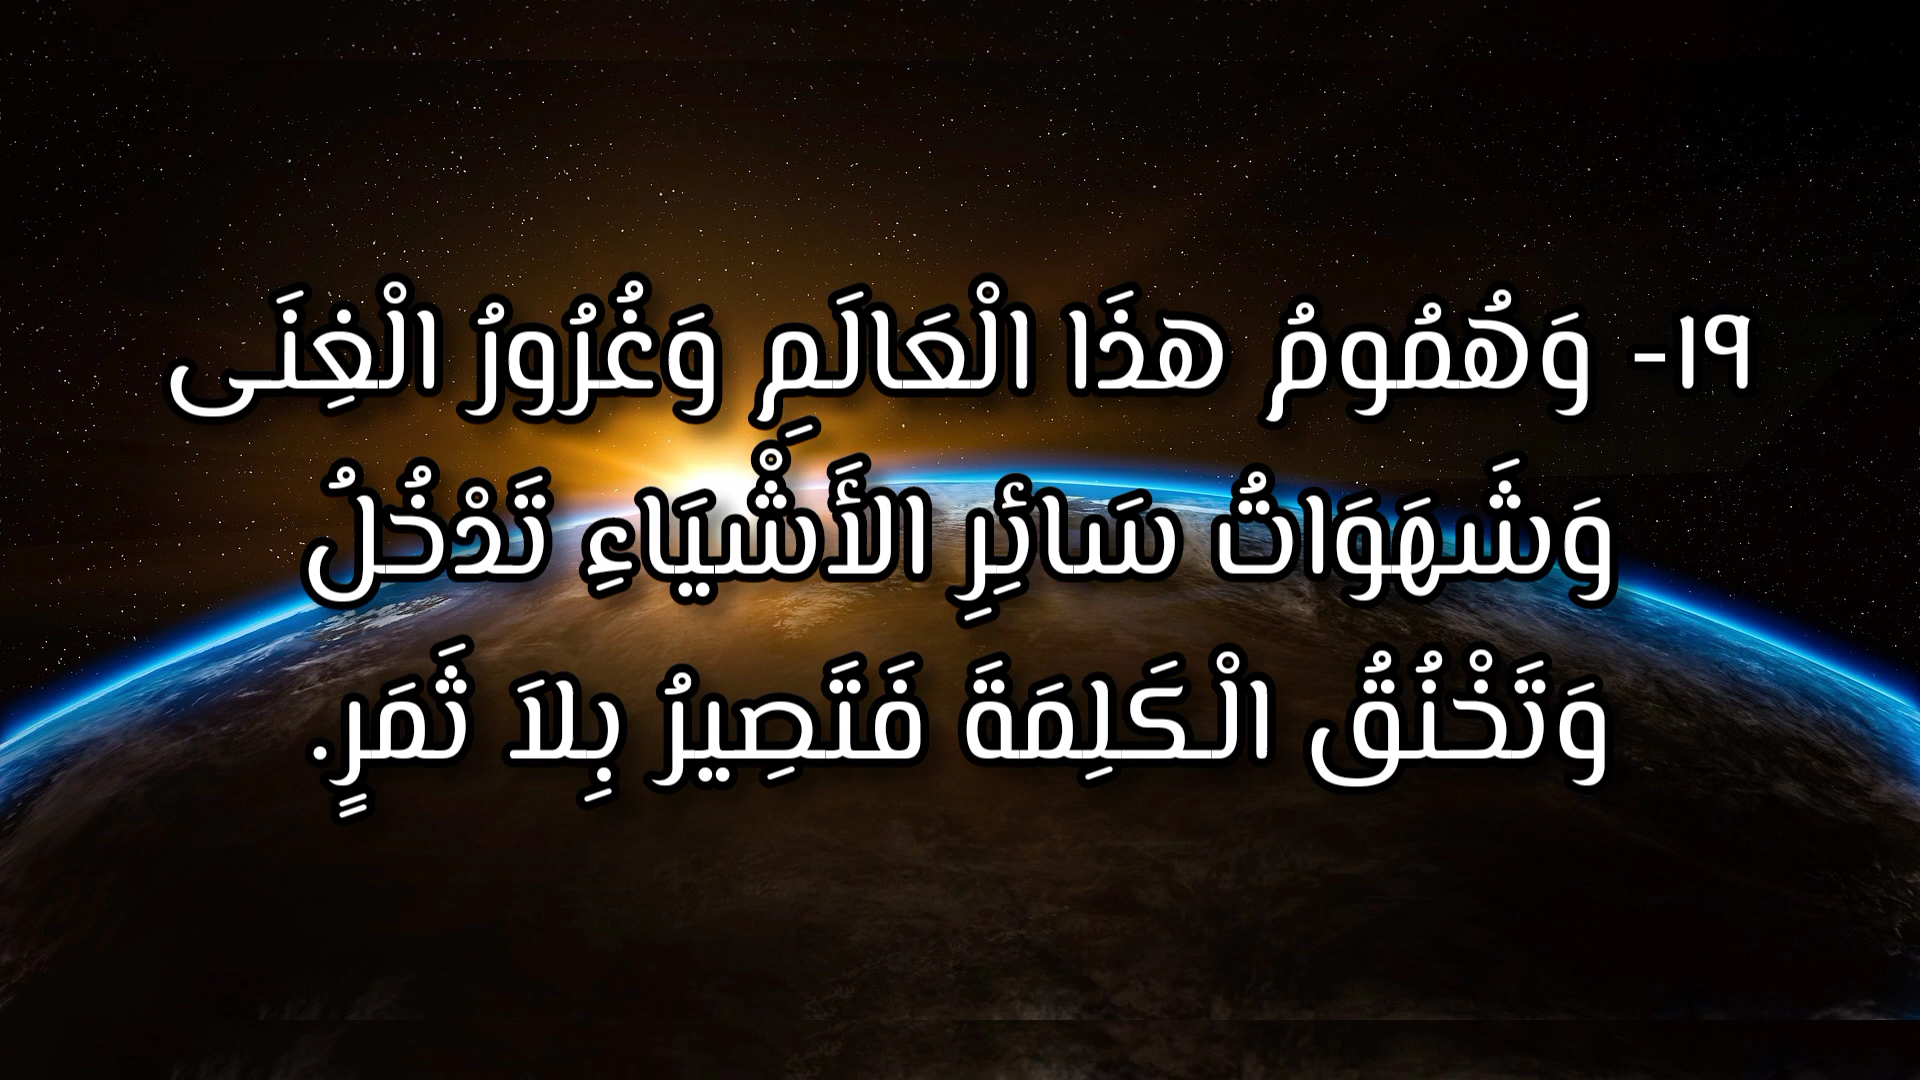 ١٩- وَهُمُومُ هذَا الْعَالَمِ وَغُرُورُ الْغِنَى
وَشَهَوَاتُ سَائِرِ الأَشْيَاءِ تَدْخُلُ
وَتَخْنُقُ الْكَلِمَةَ فَتَصِيرُ بِلاَ ثَمَرٍ.